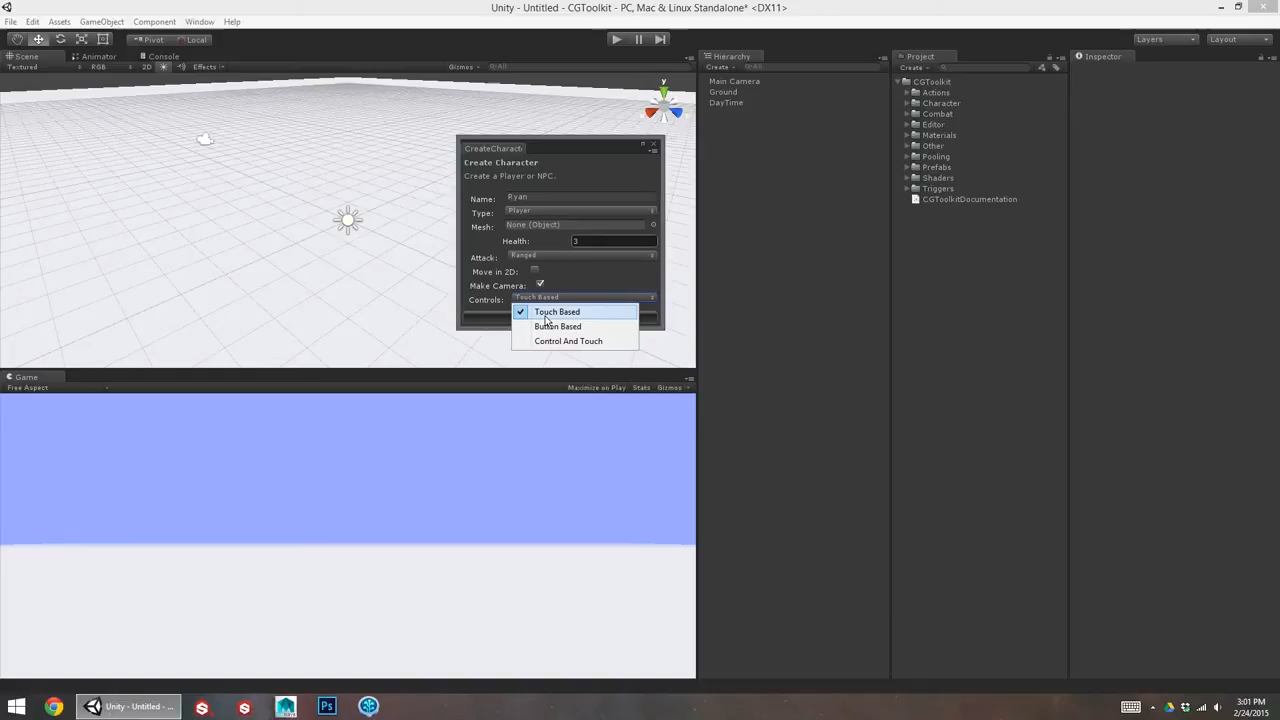 Unity - Untitled - CGToolkit - PC, Mac & Linux Standalone* <DX11>
File Edit Assets GameObject Component Window Help
Pivot Local Layers Layout
Scene Animator Console
Textured RGB 2D Effects Gizmos All
Hierarchy
Create All
Main Camera
Ground
DayTime
Project
Create
CGToolkit
Actions
Character
Combat
Editor
Materials
Other
Pooling
Prefabs
Shaders
Triggers
CGToolkitDocumentation
Inspector
CreateCharact
Create Character
Create a Player or NPC.
Name: Ryan
Type: Player
Mesh: None (Object)
Health: 3
Attack: Ranged
Move in 2D:
Make Camera:
Controls: Touch Based
Touch Based
Button Based
Control And Touch
Game
Free Aspect Maximize on Play Stats Gizmos
Unity - Untitled - ...
Ps
3:01 PM
2/24/2015